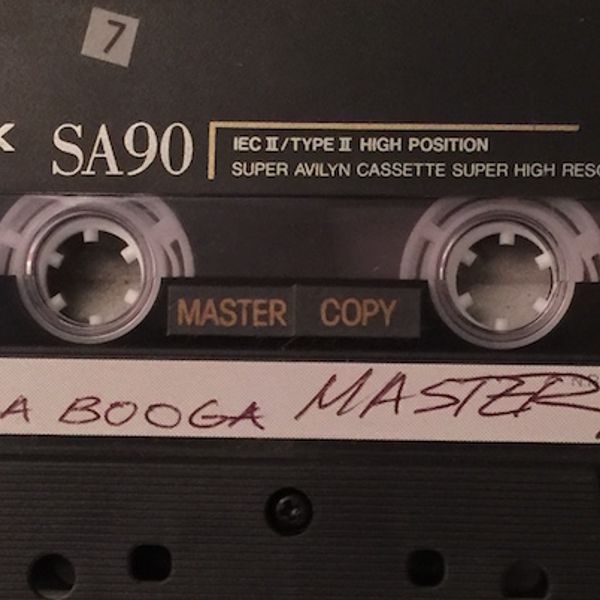 7
K SA90
IEC II/TYPE II HIGH POSITION
SUPER AVILYN CASSETTE SUPER HIGH RESO
MASTER COPY
A BOOGA MASTER